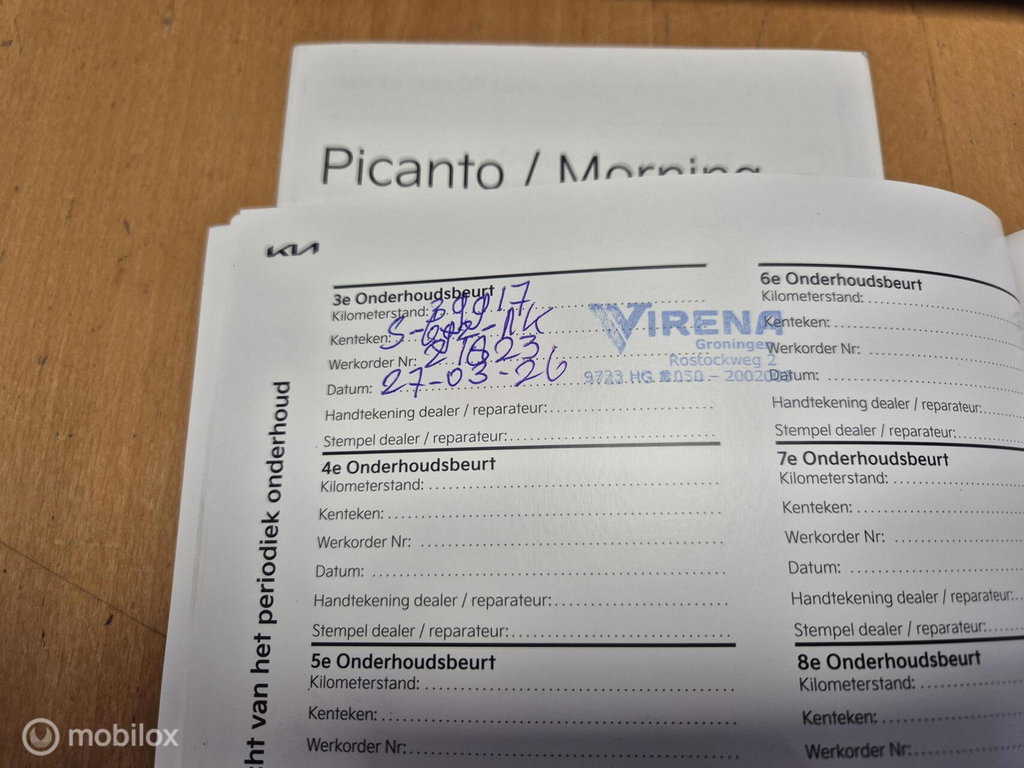 Picanto / Morning
KIA
3e Onderhoudsbeurt
Kilometerstand: 39917
Kenteken:
Werkorder Nr:
Datum: 27-03-26
Handtekening dealer / reparateur:
Stempel dealer / reparateur:
VIRENA
Groningen
Rostockweg 2
9723 HG
4e Onderhoudsbeurt
Kilometerstand:
Kenteken:
Werkorder Nr:
Datum:
Handtekening dealer / reparateur:
Stempel dealer / reparateur:
5e Onderhoudsbeurt
Kilometerstand:
Kenteken:
Werkorder Nr:
6e Onderhoudsbeurt
Kilometerstand:
Kenteken:
Werkorder Nr:
Datum:
Handtekening dealer / reparateur:
Stempel dealer / reparateur:
7e Onderhoudsbeurt
Kilometerstand:
Kenteken:
Werkorder Nr:
Datum:
Handtekening dealer / reparateur:
Stempel dealer / reparateur:
8e Onderhoudsbeurt
Kilometerstand:
Kenteken:
Werkorder Nr:
van het periodiek onderhoud
mobilox